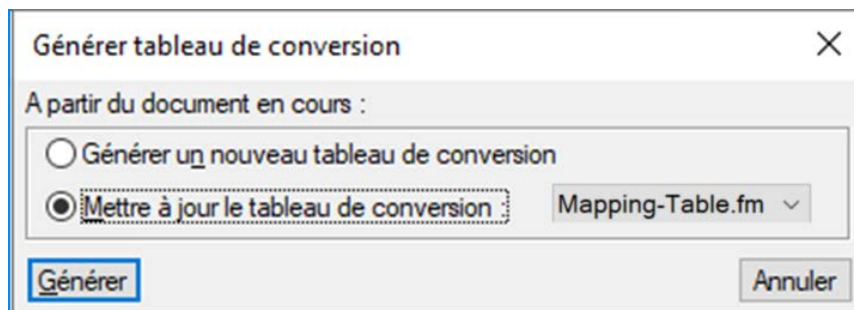 Générer tableau de conversion
A partir du document en cours :
Générer un nouveau tableau de conversion
Mettre à jour le tableau de conversion : Mapping-Table.fm
Générer Annuler